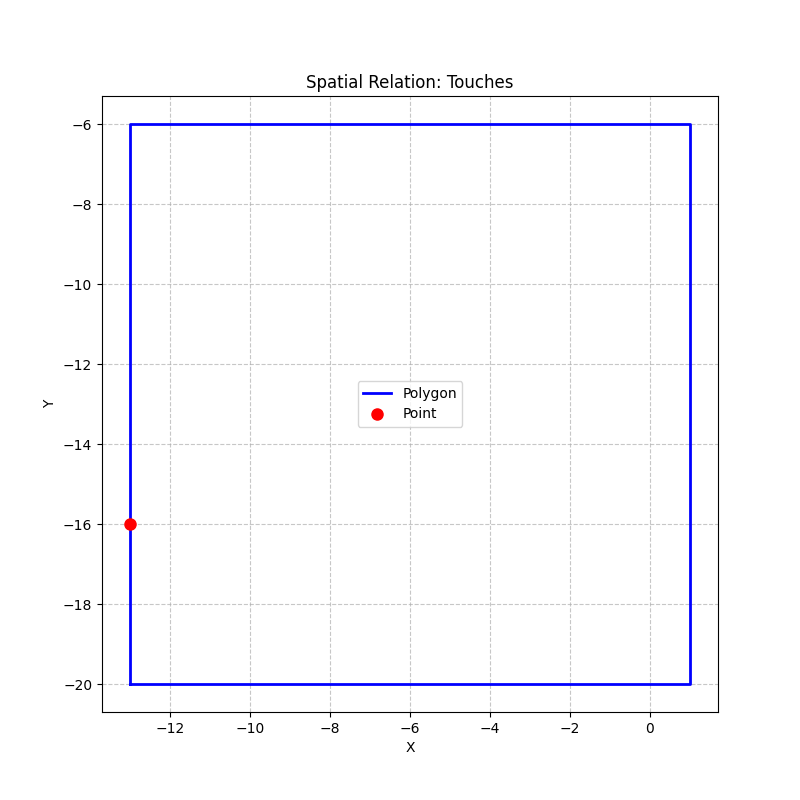 Spatial Relation: Touches
−6
−8
−10
−12
−14
−16
−18
−20
Y
Polygon
Point
−12 −10 −8 −6 −4 −2 0
X